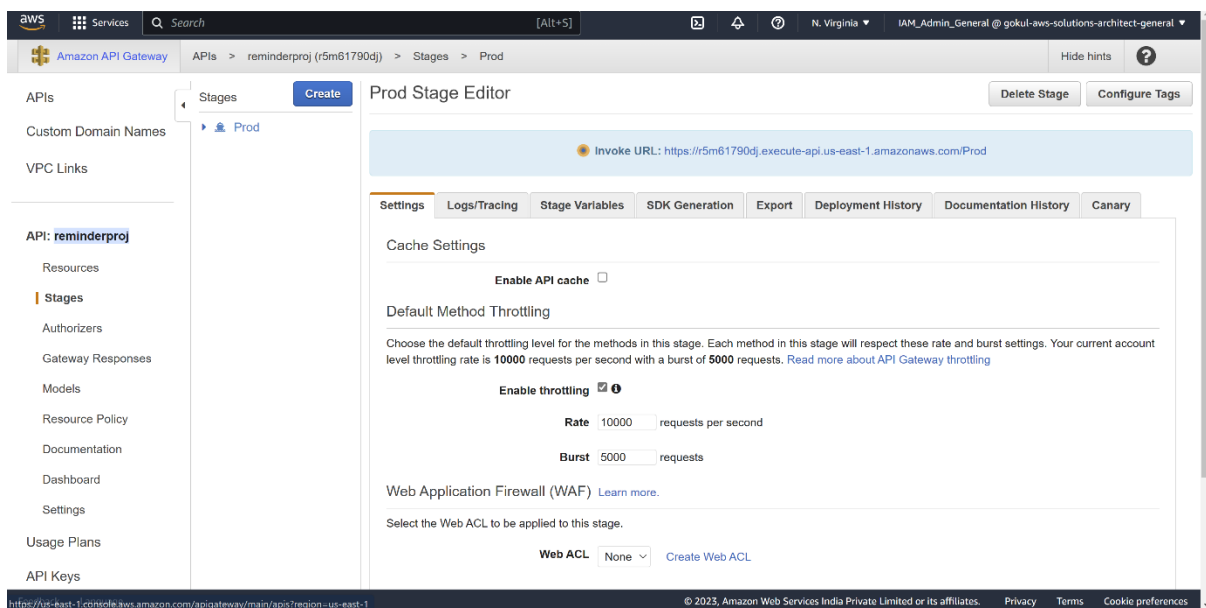 aws Services Search [Alt+S] N. Virginia IAM_Admin_General @ gokul-aws-solutions-architect-general
Amazon API Gateway APIs > reminderproj (r5m61790dj) > Stages > Prod Hide hints
APIs
Custom Domain Names
VPC Links
API: reminderproj
Resources
Stages
Authorizers
Gateway Responses
Models
Resource Policy
Documentation
Dashboard
Settings
Usage Plans
API Keys
Stages Create
Prod
Prod Stage Editor Delete Stage Configure Tags
Invoke URL: https://r5m61790dj.execute-api.us-east-1.amazonaws.com/Prod
Settings Logs/Tracing Stage Variables SDK Generation Export Deployment History Documentation History Canary
Cache Settings
Enable API cache
Default Method Throttling
Choose the default throttling level for the methods in this stage. Each method in this stage will respect these rate and burst settings. Your current account
level throttling rate is 10000 requests per second with a burst of 5000 requests. Read more about API Gateway throttling
Enable throttling
Rate 10000 requests per second
Burst 5000 requests
Web Application Firewall (WAF) Learn more.
Select the Web ACL to be applied to this stage.
Web ACL None Create Web ACL
https://us-east-1.console.aws.amazon.com/apigateway/main/apis?region=us-east-1
© 2023, Amazon Web Services India Private Limited or its affiliates. Privacy Terms Cookie preferences